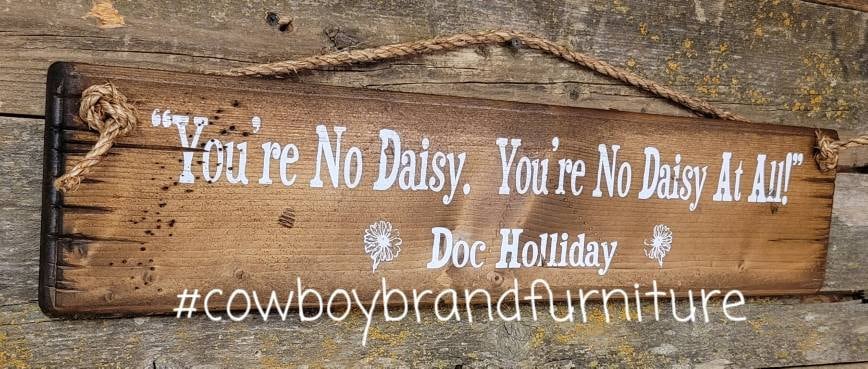 “You're No Daisy. You're No Daisy At All!”
Doc Holliday
#cowboybrandfurniture